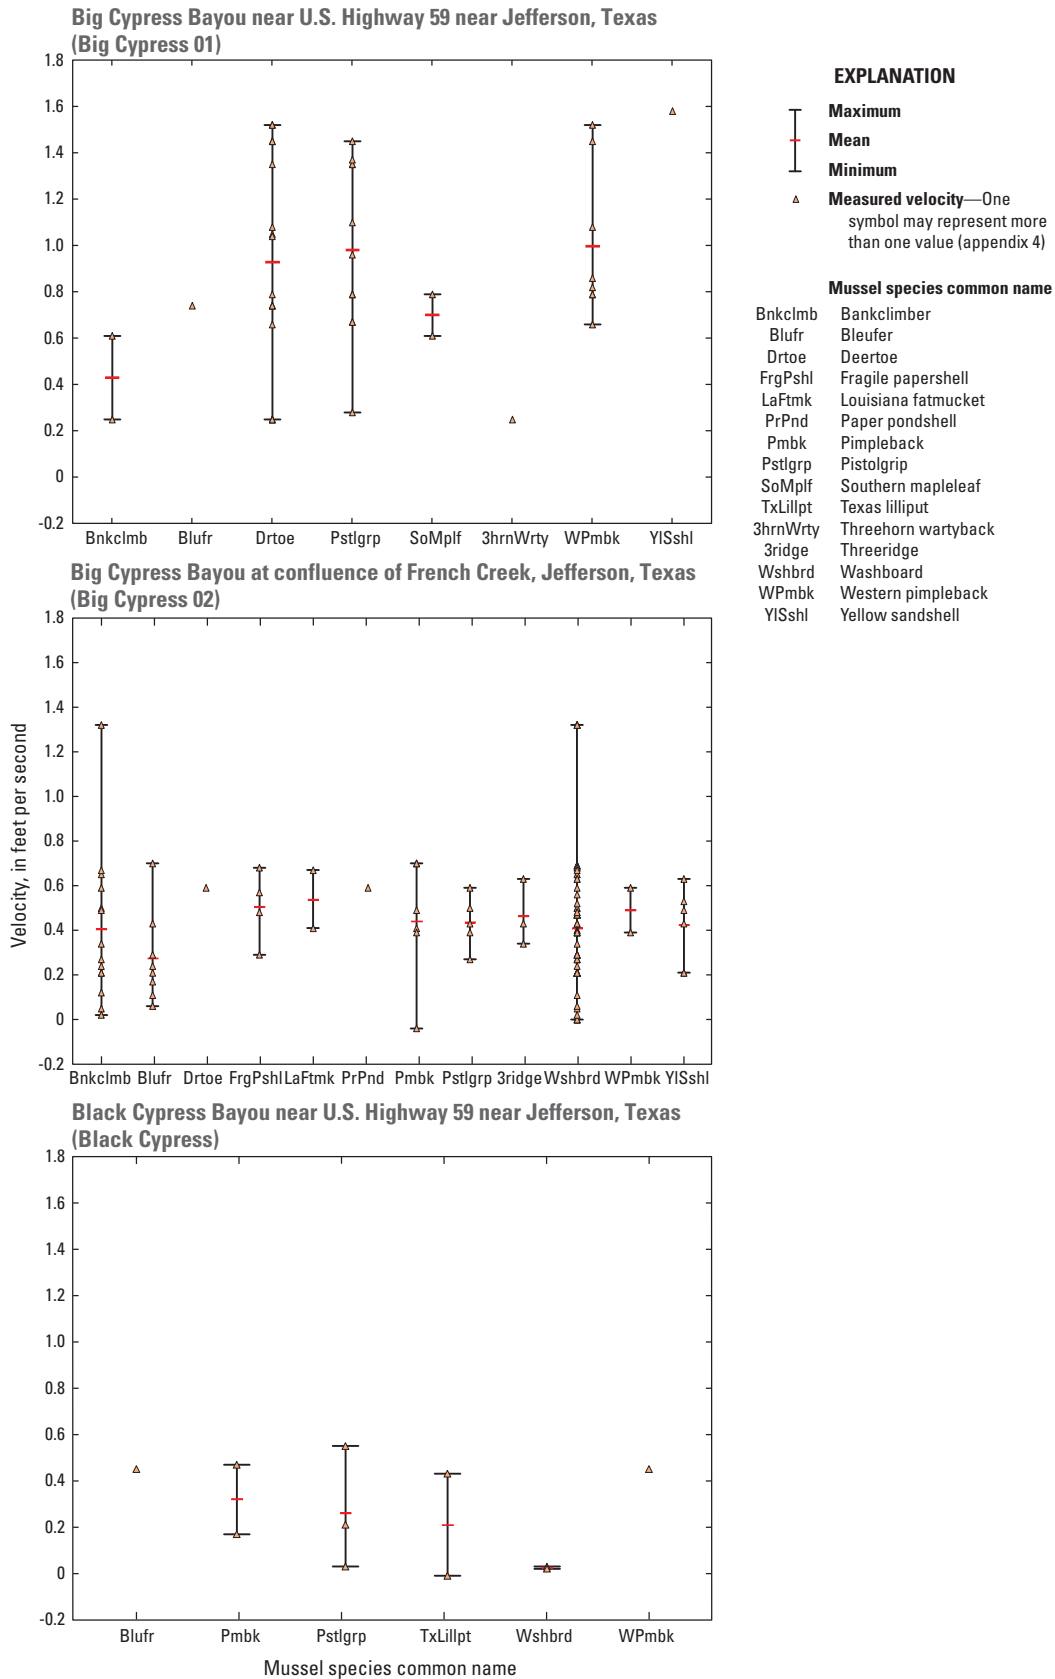 Big Cypress Bayou near U.S. Highway 59 near Jefferson, Texas
(Big Cypress 01)
1.8
1.6
1.4
1.2
1.0
0.8
0.6
0.4
0.2
0
-0.2
Bnkclmb Blufr Drtoe Pstlgrp SoMplf 3hrnWrty WPmbk YlSshl
EXPLANATION
Maximum
Mean
Minimum
Measured velocity—One
symbol may represent more
than one value (appendix 4)
Mussel species common name
Bnkclmb Bankclimber
Blufr Bleufer
Drtoe Deertoe
FrgPshl Fragile papershell
LaFtmk Louisiana fatmucket
PrPnd Paper pondshell
Pmbk Pimpleback
Pstlgrp Pistolgrip
SoMplf Southern mapleleaf
TxLillpt Texas lilliput
3hrnWrty Threehorn wartyback
3ridge Threeridge
Wshbrd Washboard
WPmbk Western pimpleback
YlSshl Yellow sandshell
Big Cypress Bayou at confluence of French Creek, Jefferson, Texas
(Big Cypress 02)
Velocity, in feet per second
1.8
1.6
1.4
1.2
1.0
0.8
0.6
0.4
0.2
0
-0.2
Bnkclmb Blufr Drtoe FrgPshl LaFtmk PrPnd Pmbk Pstlgrp 3ridge Wshbrd WPmbk YlSshl
Black Cypress Bayou near U.S. Highway 59 near Jefferson, Texas
(Black Cypress)
1.8
1.6
1.4
1.2
1.0
0.8
0.6
0.4
0.2
0
-0.2
Blufr Pmbk Pstlgrp TxLillpt Wshbrd WPmbk
Mussel species common name